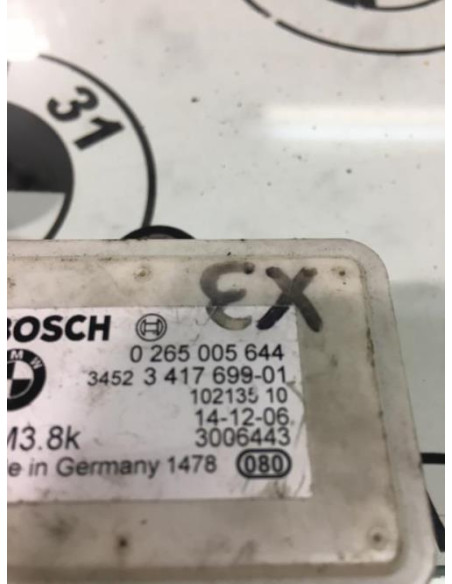 31
X3
BOSCH
0 265 005 644
BMW
3452 3 417 699-01
102135 10
14-12-06
M3.8k 3006443
in Germany 1478 080